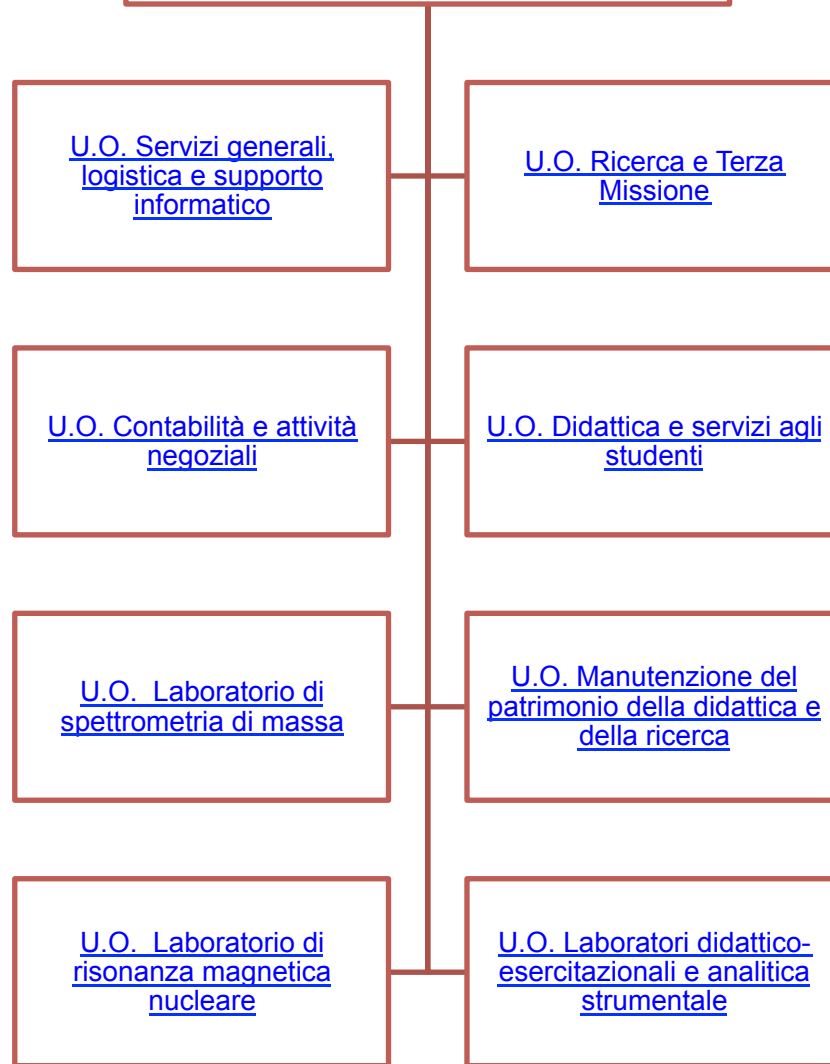 U.O. Servizi generali,
logistica e supporto
informatico
U.O. Ricerca e Terza
Missione
U.O. Contabilità e attività
negoziali
U.O. Didattica e servizi agli
studenti
U.O.  Laboratorio di
spettrometria di massa
U.O. Manutenzione del
patrimonio della didattica e
della ricerca
U.O.  Laboratorio di
risonanza magnetica
nucleare
U.O. Laboratori didattico-
esercitazionali e analitica
strumentale